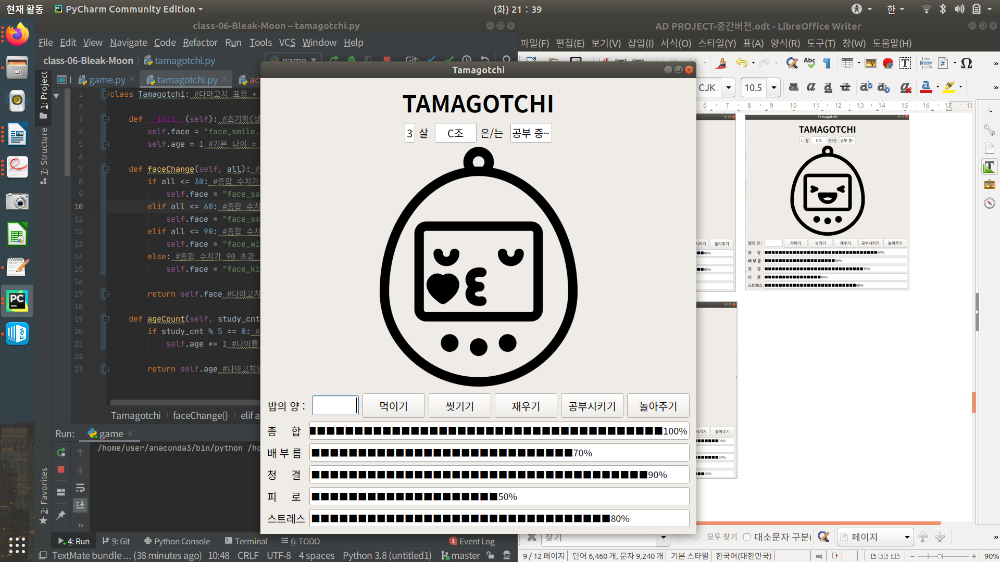 현재 활동
PyCharm Community Edition
(화) 21 : 39
한
class-06-Bleak-Moon – tamagotchi.py
AD PROJECT-중간버전.odt - LibreOffice Writer
File Edit View Navigate Code Refactor Run Tools VCS Window Help
파일(F) 편집(E) 보기(V) 삽입(I) 서식(O) 스타일(Y) 표(A) 양식(R) 도구(T) 창(W) 도움말(H)
class-06-Bleak-Moon tamagotchi.py
game
Git:
game.py tamagotchi.py ac
CJK . 10.5
1: Project
7: Structure
2: Favorites
1 class Tamagotchi: #다마고치 표정 +
2
3 def __init__(self): #초기화(생
4 self.face = "face_smile.
5 self.age = 1 #기본 나이 =
6
7 def faceChange(self, all): #
8 if all <= 30: #종합 수치가
9 self.face = "face_sa
10 elif all <= 60: #종합 수치
11 self.face = "face_sm
12 elif all <= 90: #종합 수치
13 self.face = "face_wi
14 else: #종합 수치가 90 초과
15 self.face = "face_ki
16
17 return self.face #다마고치
18
19 def ageCount(self, study_cnt
20 if study_cnt % 5 == 0: #
21 self.age += 1 #나이를
22
23 return self.age #다마고치의
Tamagotchi faceChange() elif a
Run: game
/home/user/anaconda3/bin/python /ho
4: Run 9: Git Python Console Terminal 6: TODO
1 Event Log
TextMate bundle ... (38 minutes ago) 10:48 CRLF UTF-8 4 spaces Python 3.8 (untitled1) master
Tamagotchi
TAMAGOTCHI
3 살 C조 은/는 공부 중~
밥의 양 : 먹이기 씻기기 재우기 공부시키기 놀아주기
종 합 100%
배 부 름 70%
청 결 90%
피 로 50%
스트레스 80%
6 7 8 9 10 11 12 13 14 15 16 17 18
Tamagotchi
TAMAGOTCHI
1 살 C조 은/는 공부 중~
밥의 양 : 먹이기 씻기기 재우기 공부시키기 놀아주기
종 합 80%
배 부 름 50%
청 결 70%
피 로 40%
스트레스 65%
시키기 놀아주기
80%
80%
시키기 놀아주기
90%
90%
80%
찾기 모두 찾기 대소문자 구분( 페이지
9 / 12 페이지 단어 6,460 개, 문자 9,240 개 기본 스타일 한국어(대한민국) 90%